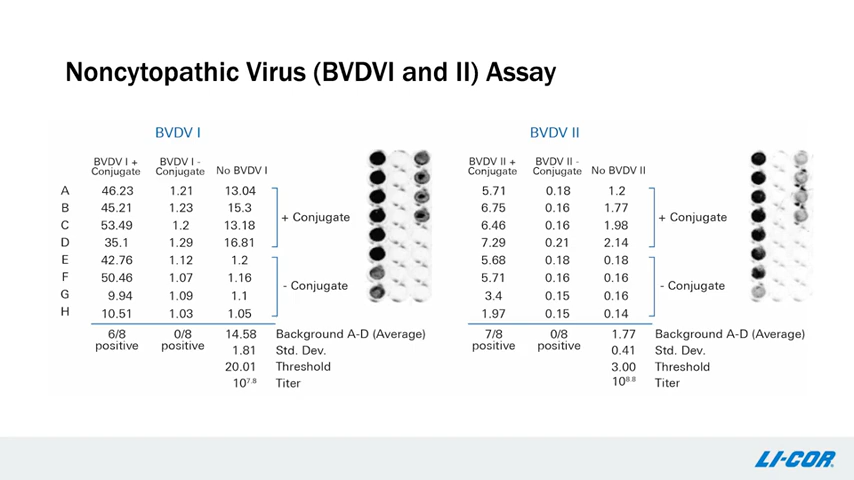 Noncytopathic Virus (BVDVI and II) Assay
BVDV I
BVDV I + Conjugate BVDV I - Conjugate No BVDV I
A 46.23 1.21 13.04
B 45.21 1.23 15.3
C 53.49 1.2 13.18
D 35.1 1.29 16.81
+ Conjugate
E 42.76 1.12 1.2
F 50.46 1.07 1.16
G 9.94 1.09 1.1
H 10.51 1.03 1.05
- Conjugate
6/8 positive 0/8 positive 14.58 Background A-D (Average)
1.81 Std. Dev.
20.01 Threshold
10^7.8 Titer
BVDV II
BVDV II + Conjugate BVDV II - Conjugate No BVDV II
5.71 0.18 1.2
6.75 0.16 1.77
6.46 0.16 1.98
7.29 0.21 2.14
+ Conjugate
5.68 0.18 0.18
5.71 0.16 0.16
3.4 0.15 0.16
1.97 0.15 0.14
- Conjugate
7/8 positive 0/8 positive 1.77 Background A-D (Average)
0.41 Std. Dev.
3.00 Threshold
10^8.8 Titer
LI-COR